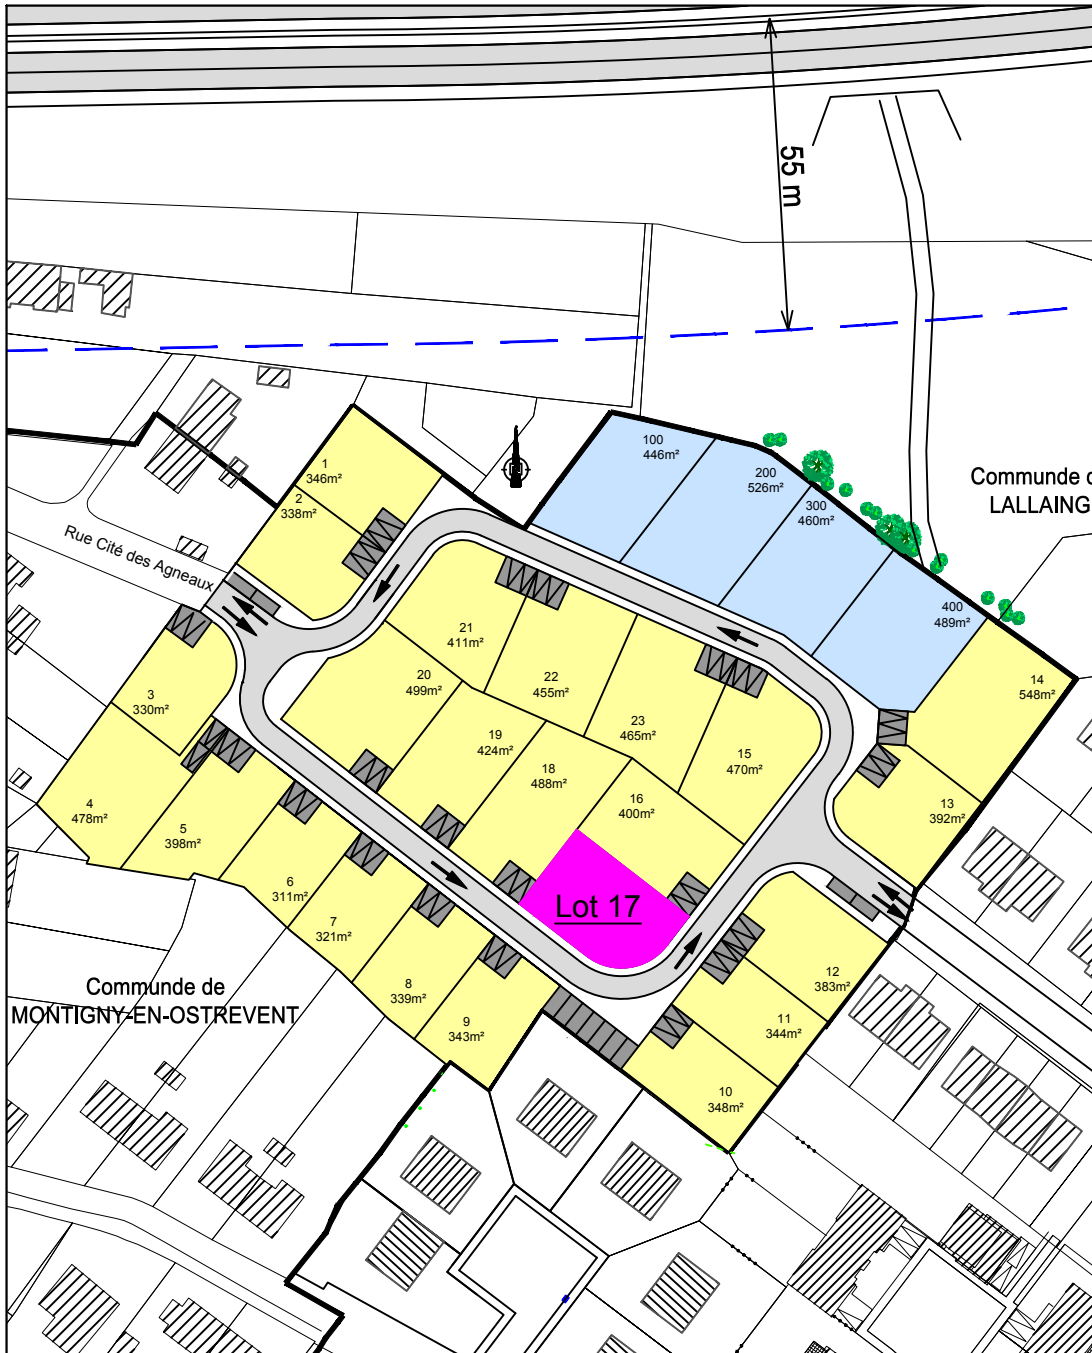 55 m
100
446m²
200
526m²
300
460m²
400
489m²
Commune d
LALLAING
1
346m²
2
338m²
Rue Cité des Agneaux
3
330m²
4
478m²
5
398m²
6
311m²
7
321m²
8
339m²
9
343m²
10
348m²
11
344m²
12
383m²
13
392m²
14
548m²
15
470m²
16
400m²
Lot 17
18
488m²
19
424m²
20
499m²
21
411m²
22
455m²
23
465m²
Communde de
MONTIGNY-EN-OSTREVENT